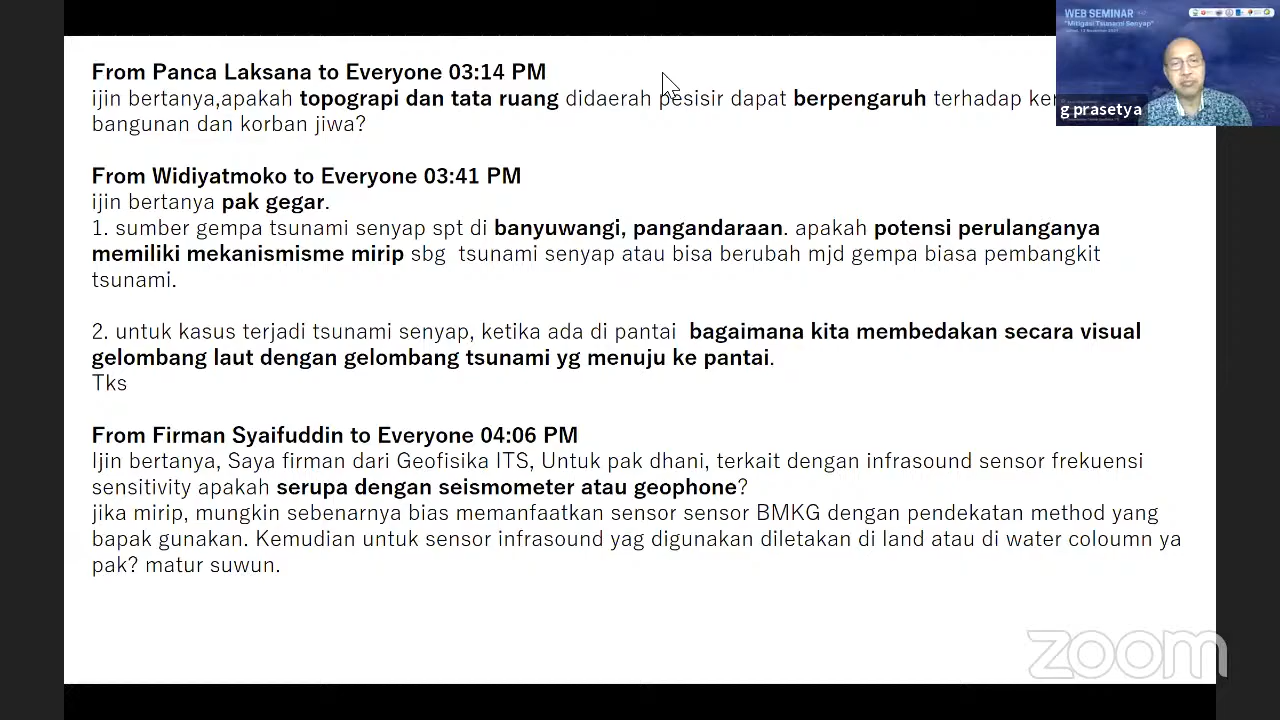 WEB SEMINAR
"Mitigasi Tsunami Senyap"
g prasetya
From Panca Laksana to Everyone 03:14 PM
ijin bertanya,apakah topograpi dan tata ruang didaerah pesisir dapat berpengaruh terhadap
bangunan dan korban jiwa?
From Widiyatmoko to Everyone 03:41 PM
ijin bertanya pak gegar.
1. sumber gempa tsunami senyap spt di banyuwangi, pangandaraan. apakah potensi perulanganya
memiliki mekanismisme mirip sbg tsunami senyap atau bisa berubah mjd gempa biasa pembangkit
tsunami.
2. untuk kasus terjadi tsunami senyap, ketika ada di pantai bagaimana kita membedakan secara visual
gelombang laut dengan gelombang tsunami yg menuju ke pantai.
Tks
From Firman Syaifuddin to Everyone 04:06 PM
Ijin bertanya, Saya firman dari Geofisika ITS, Untuk pak dhani, terkait dengan infrasound sensor frekuensi
sensitivity apakah serupa dengan seismometer atau geophone?
jika mirip, mungkin sebenarnya bias memanfaatkan sensor sensor BMKG dengan pendekatan method yang
bapak gunakan. Kemudian untuk sensor infrasound yag digunakan diletakan di land atau di water coloumn ya
pak? matur suwun.
zoom